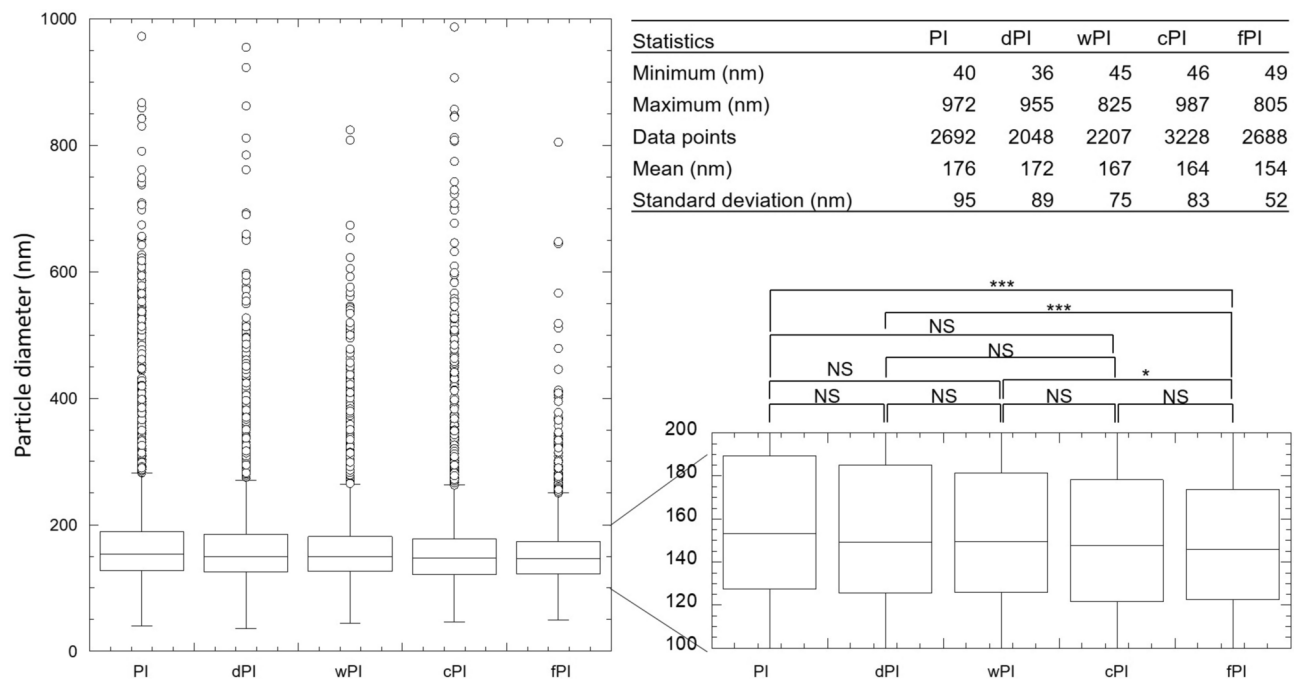 Particle diameter (nm)
1000
800
600
400
200
0
PI dPI wPI cPI fPI
Statistics PI dPI wPI cPI fPI
Minimum (nm) 40 36 45 46 49
Maximum (nm) 972 955 825 987 805
Data points 2692 2048 2207 3228 2688
Mean (nm) 176 172 167 164 154
Standard deviation (nm) 95 89 75 83 52
***
***
NS
NS
NS *
NS NS NS NS
200
180
160
140
120
100
PI dPI wPI cPI fPI